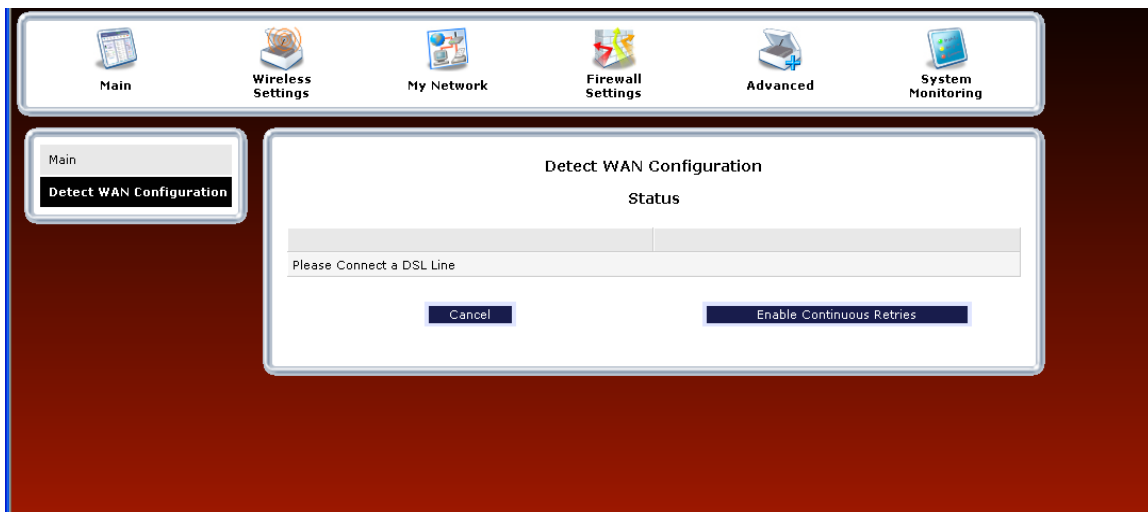 Main
Wireless
Settings
My Network
Firewall
Settings
Advanced
System
Monitoring
Main
Detect WAN Configuration
Detect WAN Configuration
Status
Please Connect a DSL Line
Cancel
Enable Continuous Retries